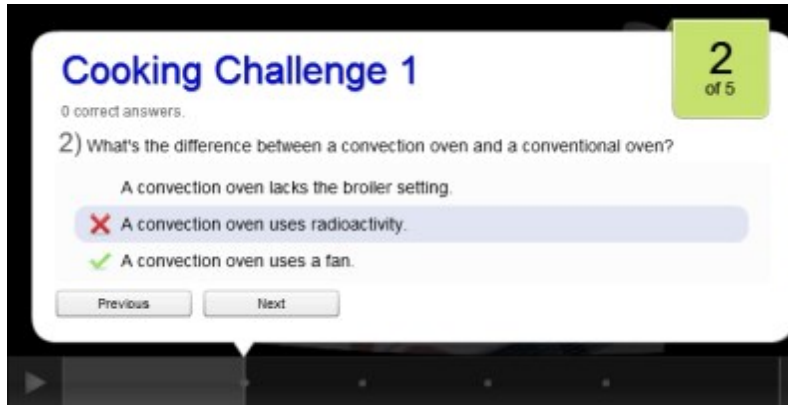 Cooking Challenge 1
2
of 5
0 correct answers.
2) What's the difference between a convection oven and a conventional oven?
A convection oven lacks the broiler setting.
A convection oven uses radioactivity.
A convection oven uses a fan.
Previous
Next